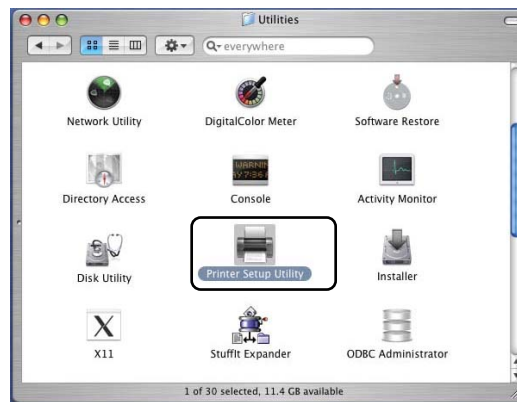 Utilities
everywhere
Network Utility
DigitalColor Meter
Software Restore
WARNIN
Directory Access
Console
Activity Monitor
Disk Utility
Printer Setup Utility
Installer
X11
StuffIt Expander
ODBC Administrator
1 of 30 selected, 11.4 GB available